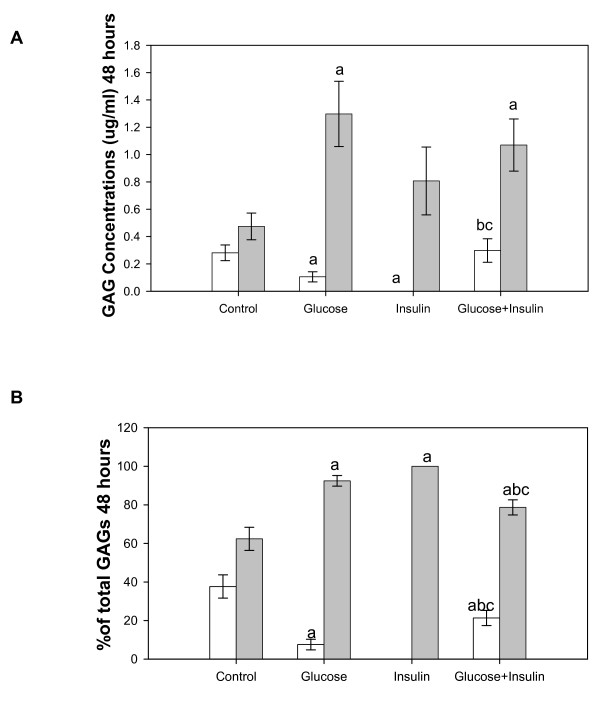 A
GAG Concentrations (ug/ml) 48 hours
1.8
1.6
1.4
1.2
1.0
0.8
0.6
0.4
0.2
0.0
a
a
a
bc
a
Control
Glucose
Insulin
Glucose+Insulin
B
%of total GAGs 48 hours
120
100
80
60
40
20
0
a
a
abc
abc
a
Control
Glucose
Insulin
Glucose+Insulin